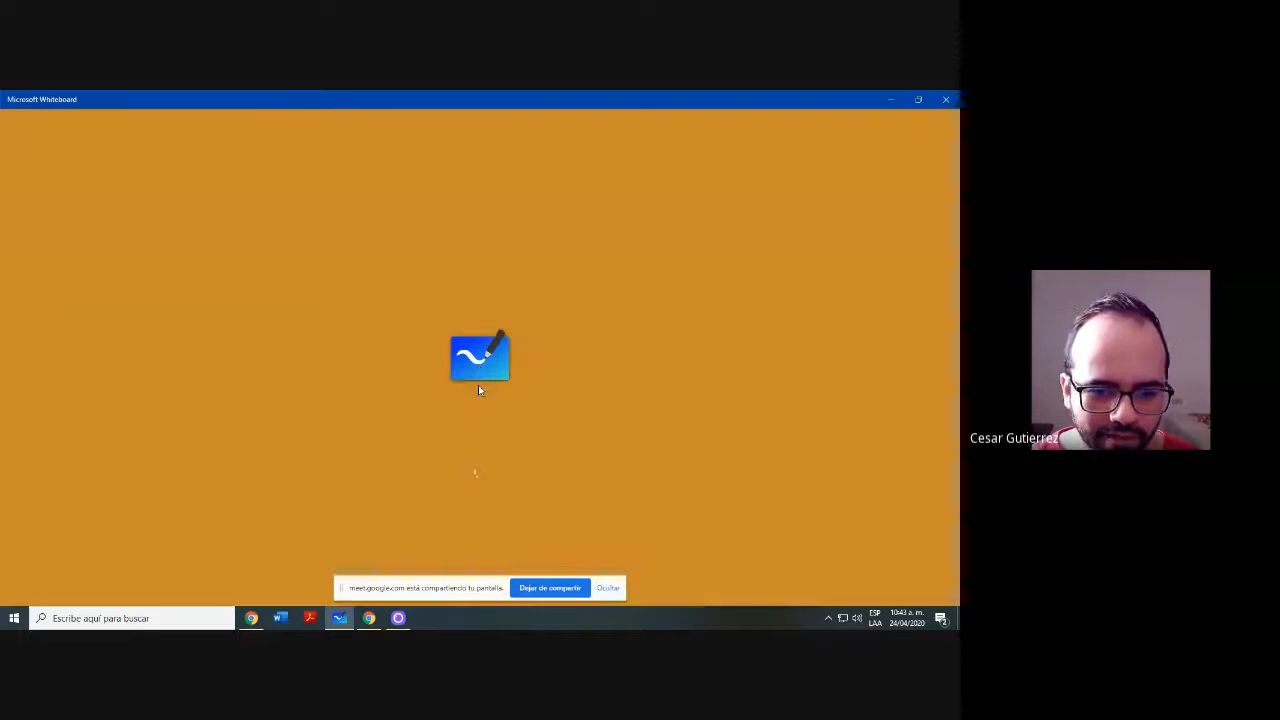 Microsoft Whiteboard
Cesar Gutierrez
meet.google.com está compartiendo tu pantalla.
Dejar de compartir
Ocultar
Escribe aquí para buscar
ESP
LAA
10:43 a. m.
24/04/2020
2